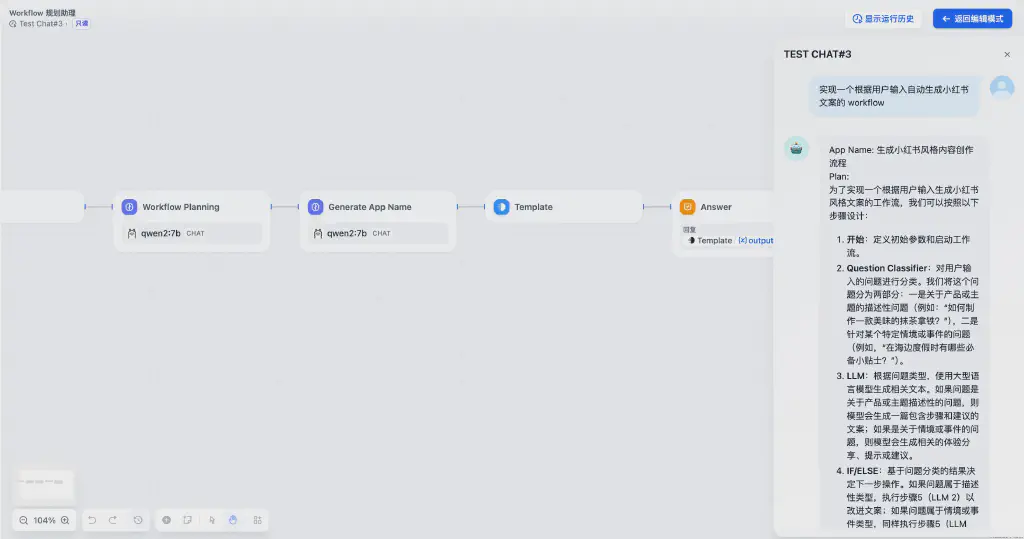 Workflow 规划助理
Test Chat#3 · 只读
显示运行历史
← 返回编辑模式
Workflow Planning
qwen2:7b CHAT
Generate App Name
qwen2:7b CHAT
Template
Answer
回复
Template {x} output
104%
TEST CHAT#3
实现一个根据用户输入自动生成小红书
文案的 workflow
App Name: 生成小红书风格内容创作
流程
Plan:
为了实现一个根据用户输入生成小红书
风格文案的工作流，我们可以按照以下
步骤设计：
1. 开始：定义初始参数和启动工作
流。
2. Question Classifier：对用户输
入的问题进行分类。我们将这个问
题分为两部分：一是关于产品或主
题的描述性问题（例如：“如何制
作一款美味的抹茶拿铁？”），二是
针对某个特定情境或事件的问题
（例如，“在海边度假时有哪些必
备小贴士？”）。
3. LLM：根据问题类型，使用大型语
言模型生成相关文本。如果问题是
关于产品或主题描述性的问题，则
模型会生成一篇包含步骤和建议的
文案；如果是关于情境或事件的问
题，则模型会生成相关的体验分
享、提示或建议。
4. IF/ELSE：基于问题分类的结果决
定下一步操作。如果问题属于描述
性类型，执行步骤5（LLM 2）以
改进文案；如果问题属于情境或事
件类型，同样执行步骤5（LLM